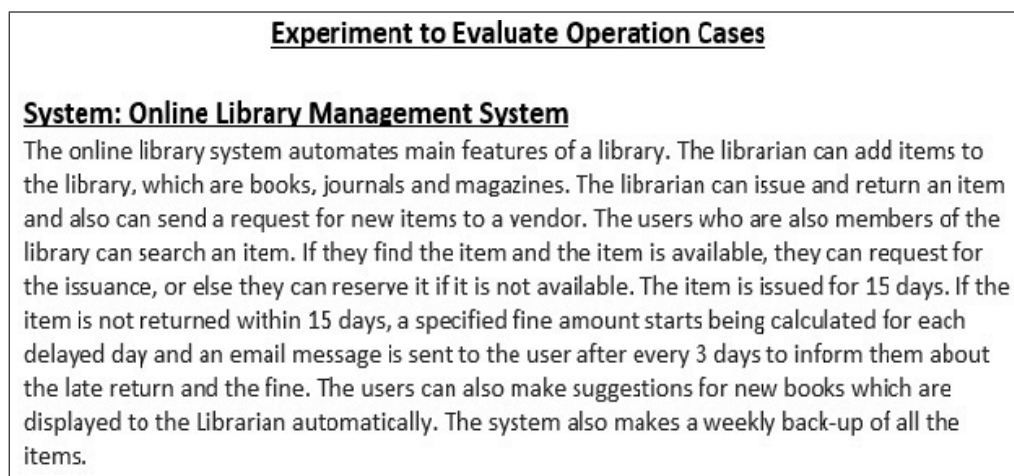 Experiment to Evaluate Operation Cases
System: Online Library Management System
The online library system automates main features of a library. The librarian can add items to
the library, which are books, journals and magazines. The librarian can issue and return an item
and also can send a request for new items to a vendor. The users who are also members of the
library can search an item. If they find the item and the item is available, they can request for
the issuance, or else they can reserve it if it is not available. The item is issued for 15 days. If the
item is not returned within 15 days, a specified fine amount starts being calculated for each
delayed day and an email message is sent to the user after every 3 days to inform them about
the late return and the fine. The users can also make suggestions for new books which are
displayed to the Librarian automatically. The system also makes a weekly back-up of all the
items.